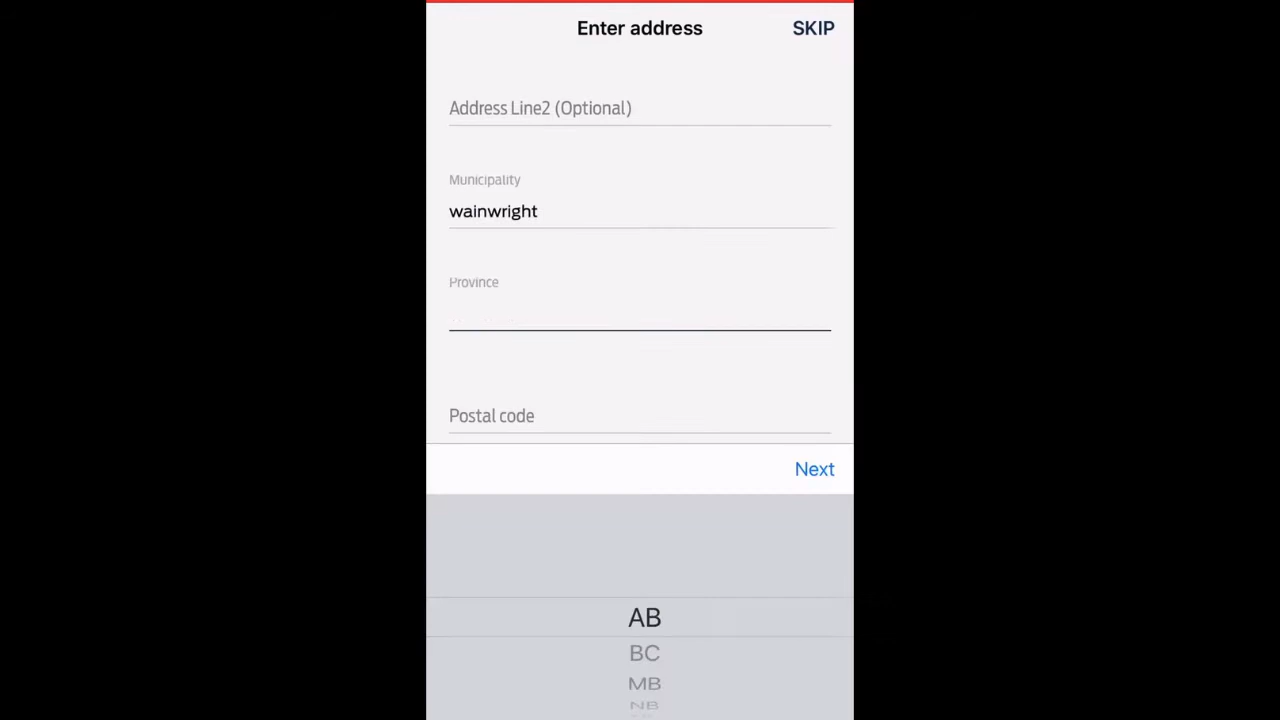 Enter address
SKIP
Address Line2 (Optional)
Municipality
wainwright
Province
Postal code
Next
AB
BC
MB
NB